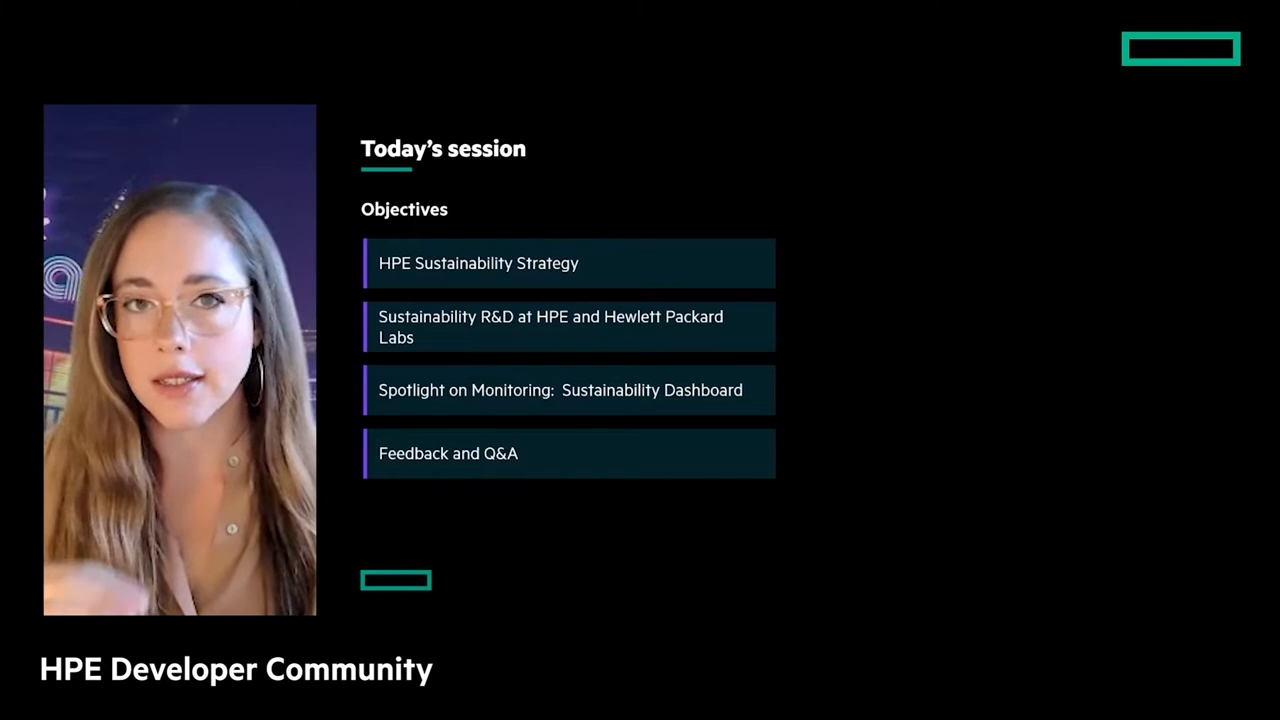 Today's session
Objectives
HPE Sustainability Strategy
Sustainability R&D at HPE and Hewlett Packard
Labs
Spotlight on Monitoring:  Sustainability Dashboard
Feedback and Q&A
HPE Developer Community